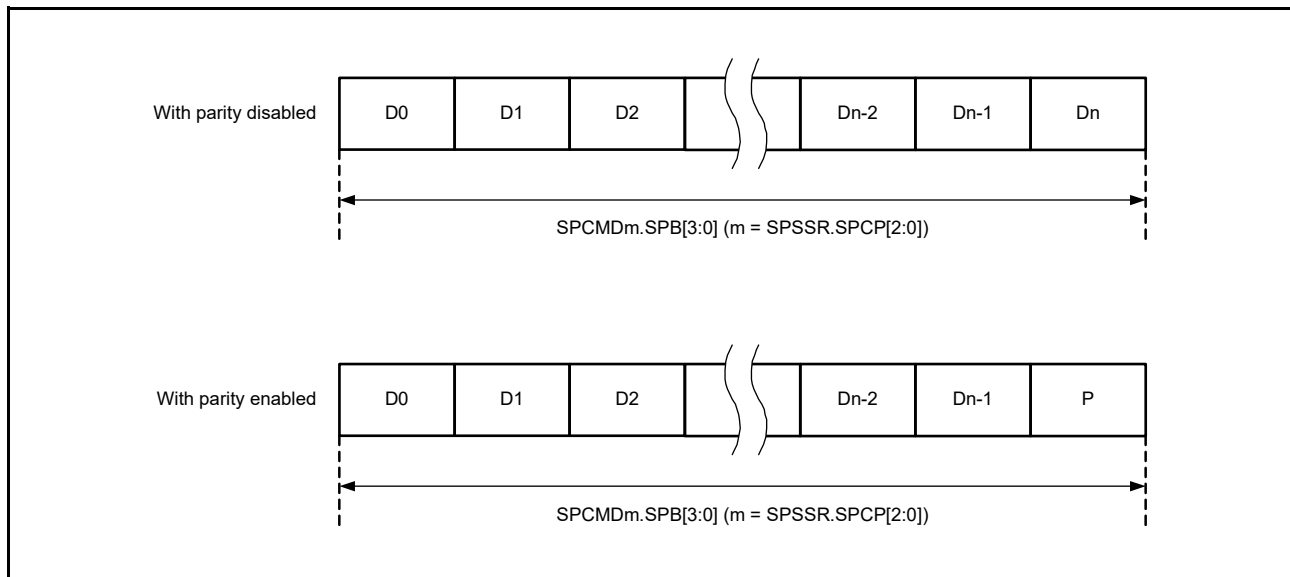 With parity disabled D0 D1 D2 Dn-2 Dn-1 Dn
SPCMDm.SPB[3:0] (m = SPSSR.SPCP[2:0])
With parity enabled D0 D1 D2 Dn-2 Dn-1 P
SPCMDm.SPB[3:0] (m = SPSSR.SPCP[2:0])